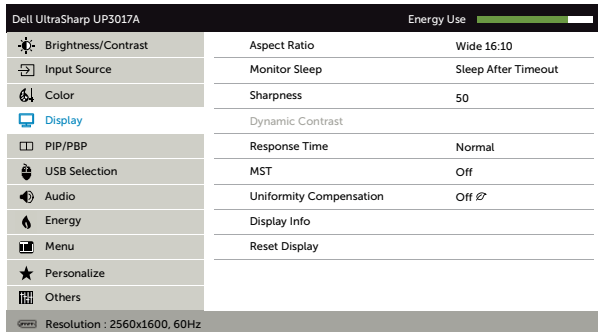 Dell UltraSharp UP3017A Energy Use
Brightness/Contrast Aspect Ratio Wide 16:10
Input Source Monitor Sleep Sleep After Timeout
Color Sharpness 50
Display Dynamic Contrast
PIP/PBP Response Time Normal
USB Selection MST Off
Audio Uniformity Compensation Off
Energy Display Info
Menu Reset Display
Personalize
Others
Resolution : 2560x1600, 60Hz